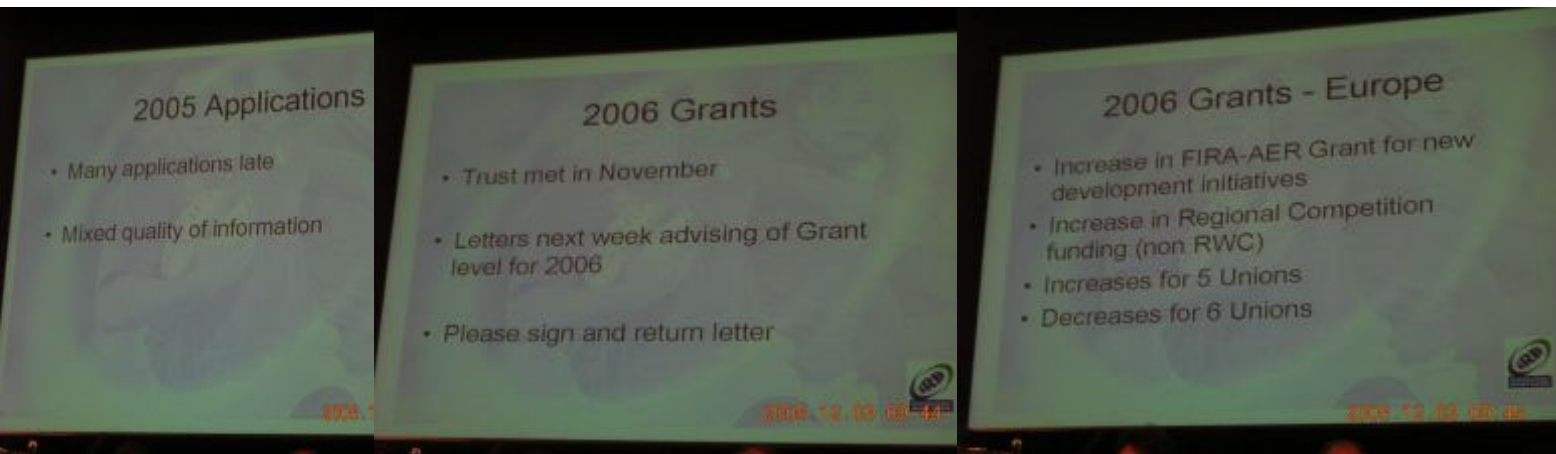 2005 Applications
• Many applications late
• Mixed quality of information
2006 Grants
• Trust met in November
• Letters next week advising of Grant
level for 2006
• Please sign and return letter
2006 Grants - Europe
• Increase in FIRA-AER Grant for new
development initiatives
• Increase in Regional Competition
funding (non RWC)
• Increases for 5 Unions
• Decreases for 6 Unions